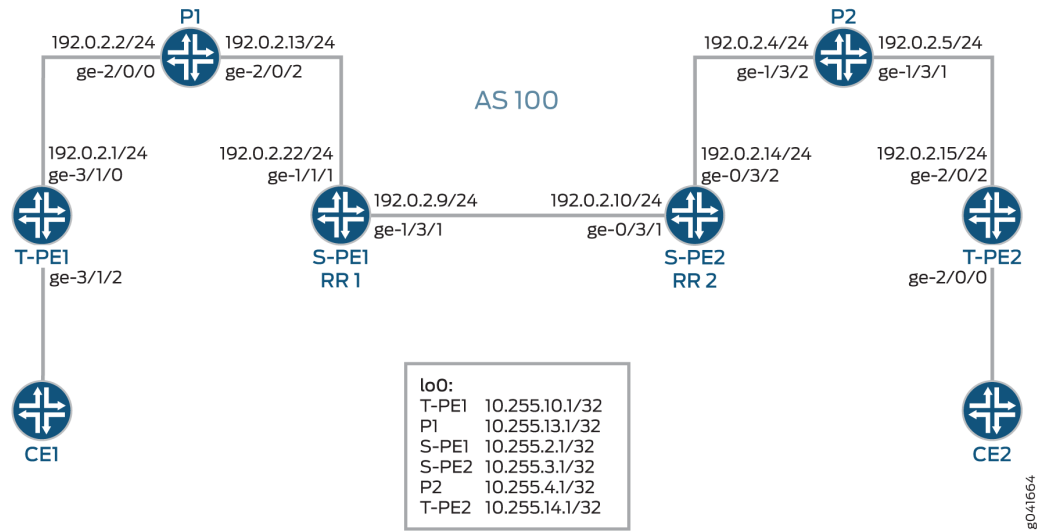 P1
P2
192.0.2.2/24
192.0.2.13/24
192.0.2.4/24
192.0.2.5/24
ge-2/0/0
ge-2/0/2
ge-1/3/2
ge-1/3/1
AS 100
192.0.2.1/24
192.0.2.22/24
192.0.2.14/24
192.0.2.15/24
ge-3/1/0
ge-1/1/1
ge-0/3/2
ge-2/0/2
192.0.2.9/24
192.0.2.10/24
ge-1/3/1
ge-0/3/1
T-PE1
S-PE1
RR 1
S-PE2
RR 2
T-PE2
ge-3/1/2
ge-2/0/0
lo0:
T-PE1 10.255.10.1/32
P1 10.255.13.1/32
S-PE1 10.255.2.1/32
S-PE2 10.255.3.1/32
P2 10.255.4.1/32
T-PE2 10.255.14.1/32
CE1
CE2
g041664